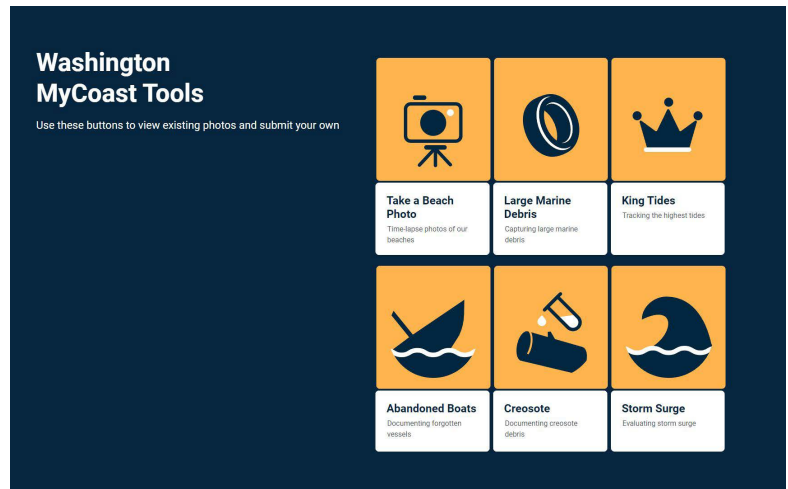 Washington
MyCoast Tools
Use these buttons to view existing photos and submit your own
Take a Beach
Photo
Time-lapse photos of our
beaches
Large Marine
Debris
Capturing large marine
debris
King Tides
Tracking the highest tides
Abandoned Boats
Documenting forgotten
vessels
Creosote
Documenting creosote
debris
Storm Surge
Evaluating storm surge